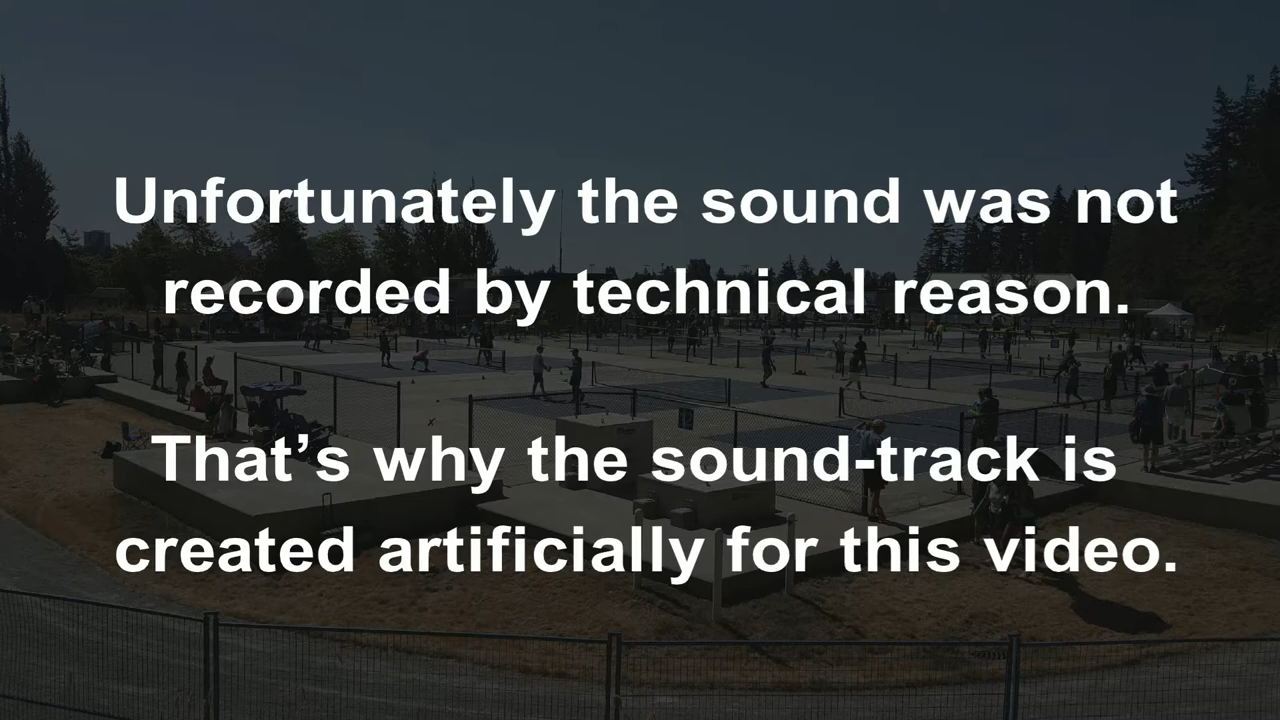 Unfortunately the sound was not
recorded by technical reason.
That’s why the sound-track is
created artificially for this video.